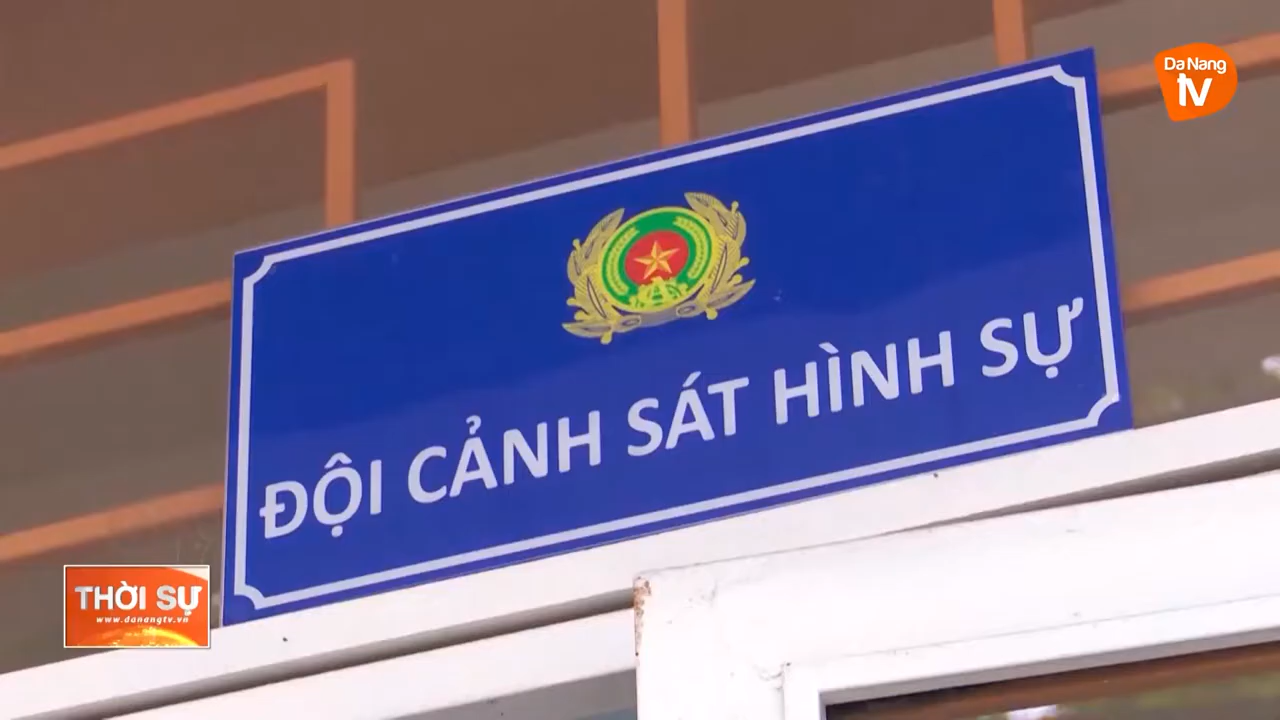 Da Nang
tv
ĐỘI CẢNH SÁT HÌNH SỰ
THỜI SỰ
www.danangtv.vn